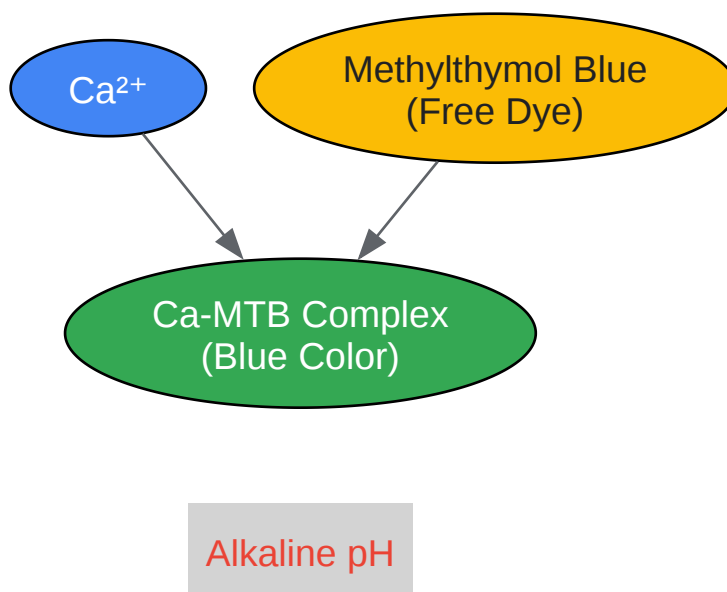 Ca²⁺
Methylthymol Blue
(Free Dye)
Ca-MTB Complex
(Blue Color)
Alkaline pH